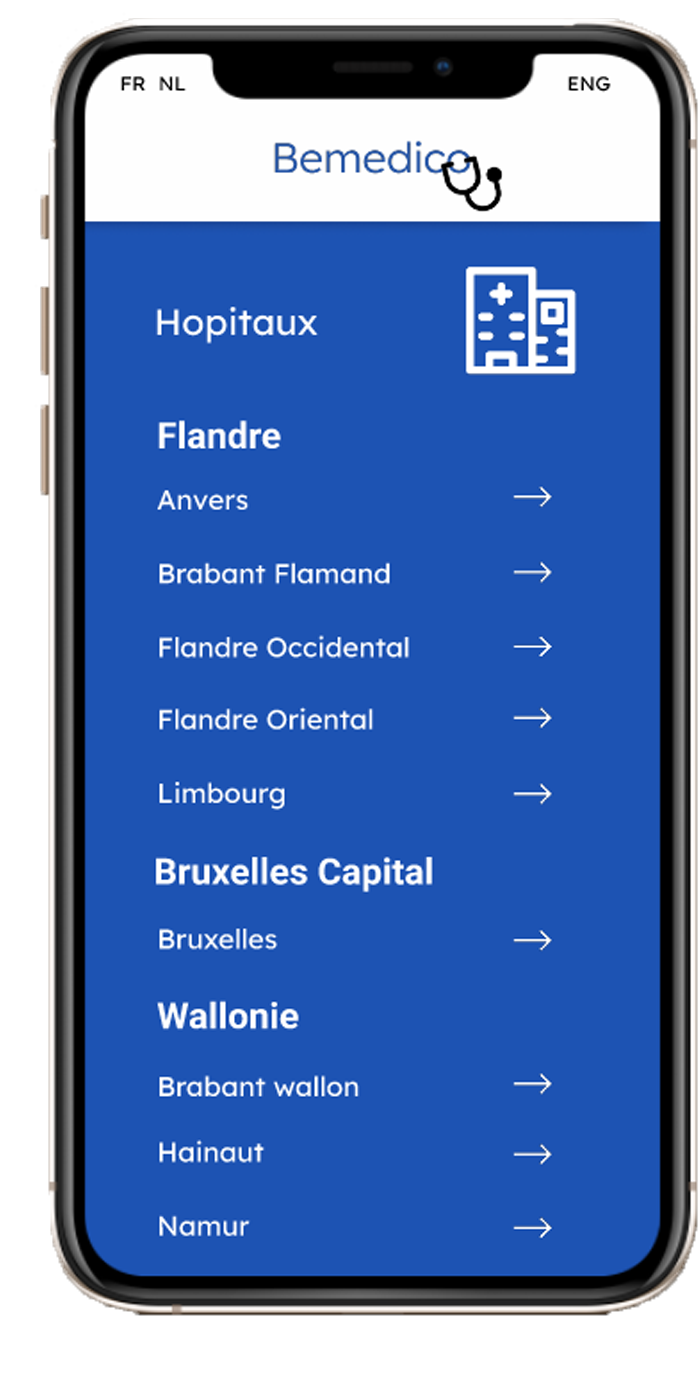 FR NL ENG
Bemedico
Hopitaux
Flandre
Anvers
Brabant Flamand
Flandre Occidental
Flandre Oriental
Limbourg
Bruxelles Capital
Bruxelles
Wallonie
Brabant wallon
Hainaut
Namur